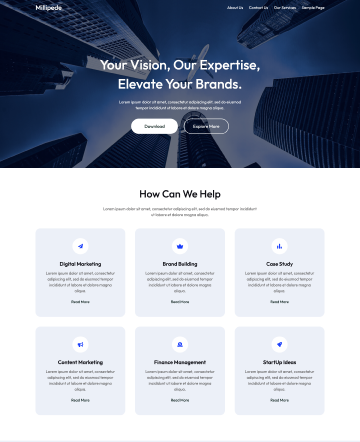 Millipede
About Us Contact Us Our Services Sample Page
Your Vision, Our Expertise,
Elevate Your Brands.
Lorem ipsum dolor sit amet, consectetur adipiscing elit, sed do eiusmod
tempor incididunt ut labore et dolore magna aliqua.
Download Explore More
How Can We Help
Lorem ipsum dolor sit amet, consectetur adipiscing elit, sed do eiusmod tempor incididunt
ut labore et dolore magna aliqua.
Digital Marketing
Lorem ipsum dolor sit amet, consectetur
adipiscing elit, sed do eiusmod tempor
incididunt ut labore et dolore magna
aliqua.
Read More
Brand Building
Lorem ipsum dolor sit amet, consectetur
adipiscing elit, sed do eiusmod tempor
incididunt ut labore et dolore magna
aliqua.
Read More
Case Study
Lorem ipsum dolor sit amet, consectetur
adipiscing elit, sed do eiusmod tempor
incididunt ut labore et dolore magna
aliqua.
Read More
Content Marketing
Lorem ipsum dolor sit amet, consectetur
adipiscing elit, sed do eiusmod tempor
incididunt ut labore et dolore magna
aliqua.
Read More
Finance Management
Lorem ipsum dolor sit amet, consectetur
adipiscing elit, sed do eiusmod tempor
incididunt ut labore et dolore magna
aliqua.
Read More
StartUp Ideas
Lorem ipsum dolor sit amet, consectetur
adipiscing elit, sed do eiusmod tempor
incididunt ut labore et dolore magna
aliqua.
Read More